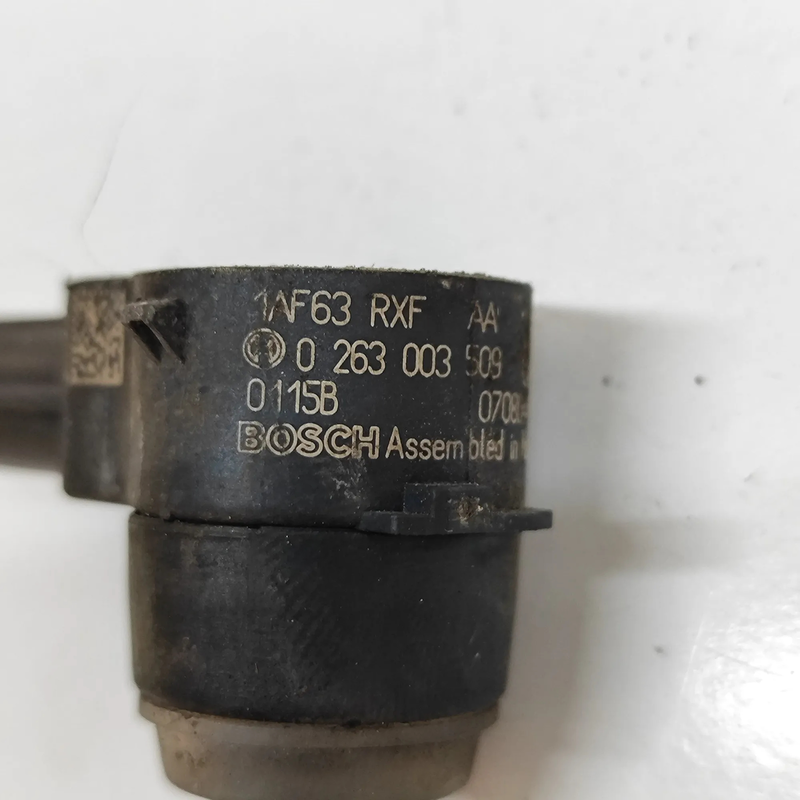 1AF63 RXF AA
0 263 003 509
0115B 0708
BOSCH Assembled in